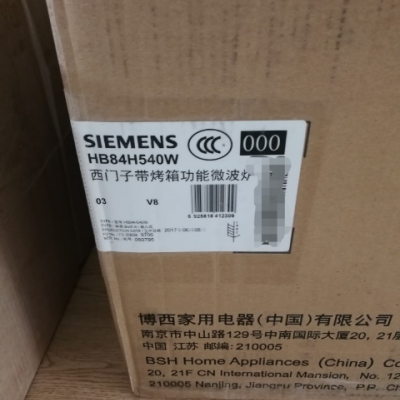 SIEMENS
CCC
000
HB84H540W
西门子带烤箱功能微波炉
03 V8
博西家用电器(中国)有限公
南京市中山路129号中南国际大厦20, 21层
中国 江苏 邮编: 210005
BSH Home Appliances (China) Co
20, 21F CN International Mansion, No. 12
210005 Nanjing, Jiangsu Province, P.P. Ch